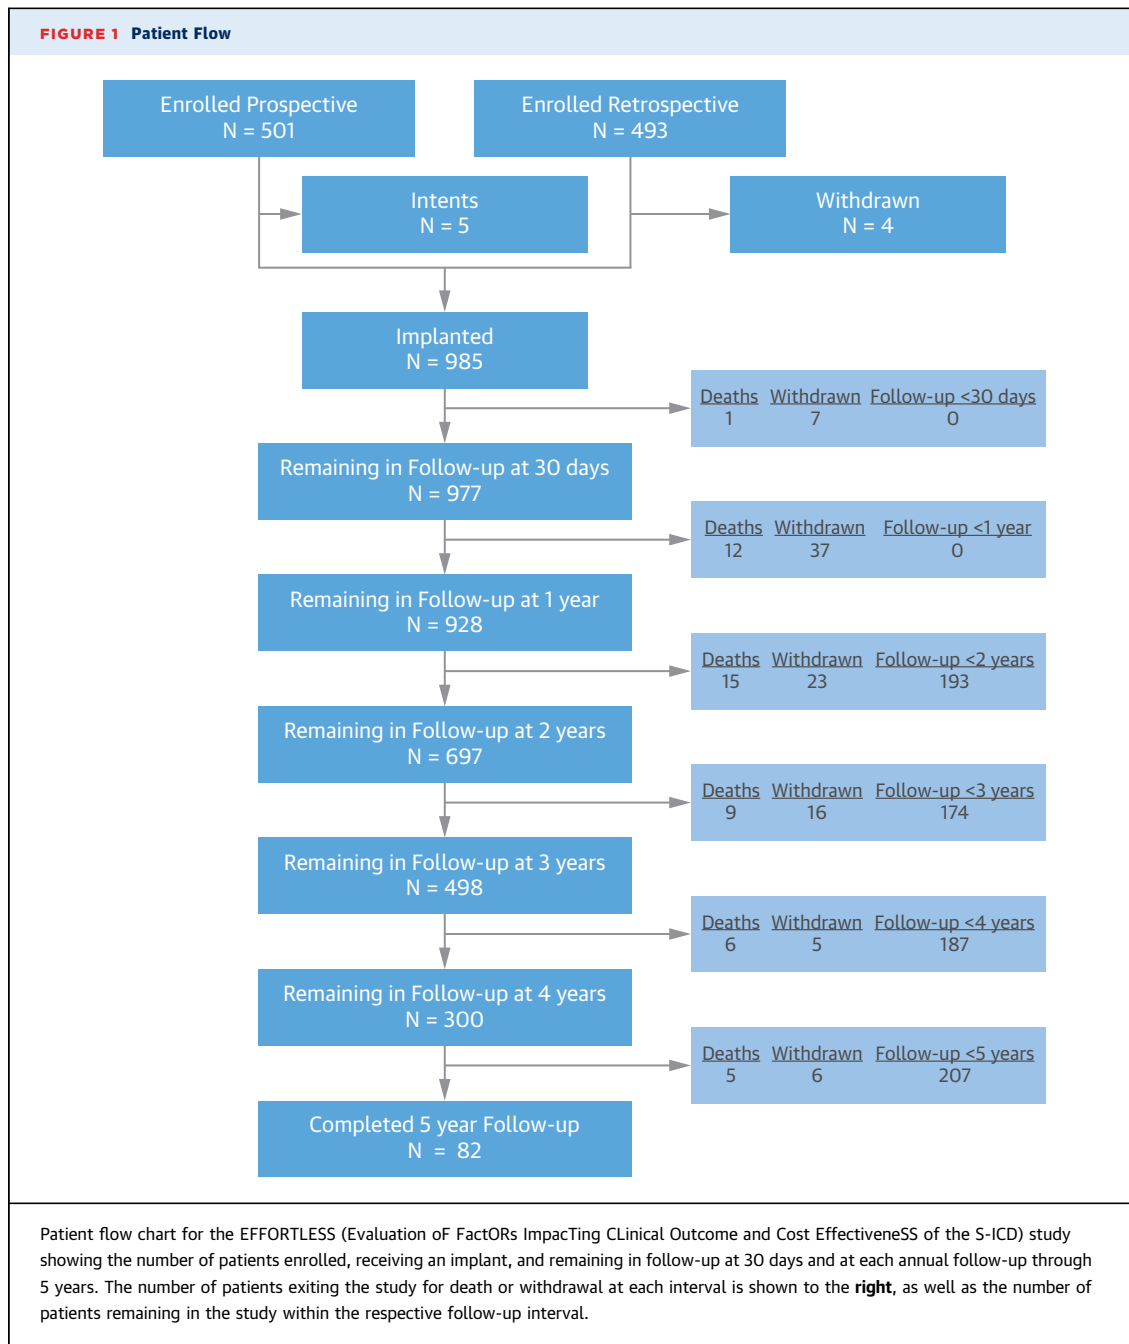 FIGURE 1 Patient Flow
Enrolled Prospective
N = 501
Enrolled Retrospective
N = 493
Intents
N = 5
Withdrawn
N = 4
Implanted
N = 985
Deaths Withdrawn Follow-up <30 days
1 7 0
Remaining in Follow-up at 30 days
N = 977
Deaths Withdrawn Follow-up <1 year
12 37 0
Remaining in Follow-up at 1 year
N = 928
Deaths Withdrawn Follow-up <2 years
15 23 193
Remaining in Follow-up at 2 years
N = 697
Deaths Withdrawn Follow-up <3 years
9 16 174
Remaining in Follow-up at 3 years
N = 498
Deaths Withdrawn Follow-up <4 years
6 5 187
Remaining in Follow-up at 4 years
N = 300
Deaths Withdrawn Follow-up <5 years
5 6 207
Completed 5 year Follow-up
N = 82
Patient flow chart for the EFFORTLESS (Evaluation oF FactORs ImpacTing CLinical Outcome and Cost EffectiveneSS of the S-ICD) study
showing the number of patients enrolled, receiving an implant, and remaining in follow-up at 30 days and at each annual follow-up through
5 years. The number of patients exiting the study for death or withdrawal at each interval is shown to the right, as well as the number of
patients remaining in the study within the respective follow-up interval.